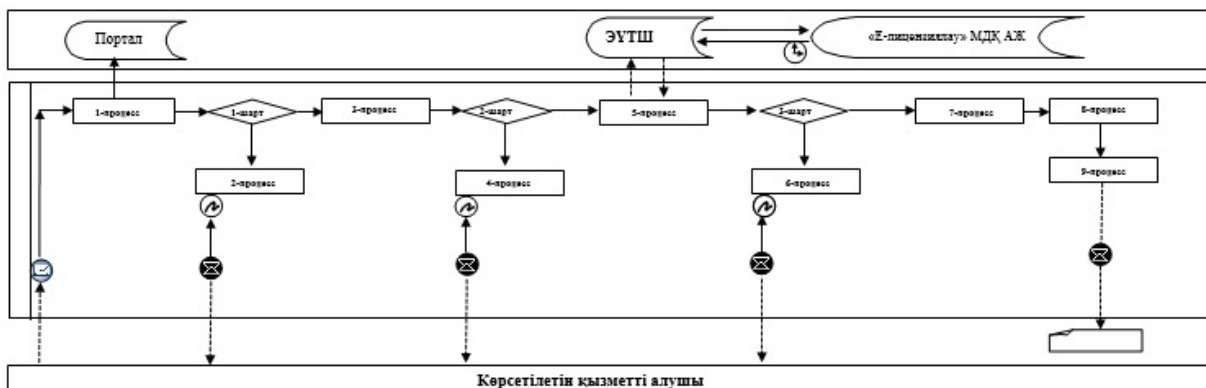 Портал
ЭҮТШ
«Е-лицензиялау» МДҚ АЖ
1-процесс
1-шарт
3-процесс
2-шарт
5-процесс
3-шарт
7-процесс
8-процесс
2-процесс
4-процесс
6-процесс
9-процесс
Көрсетілетін қызметті алушы